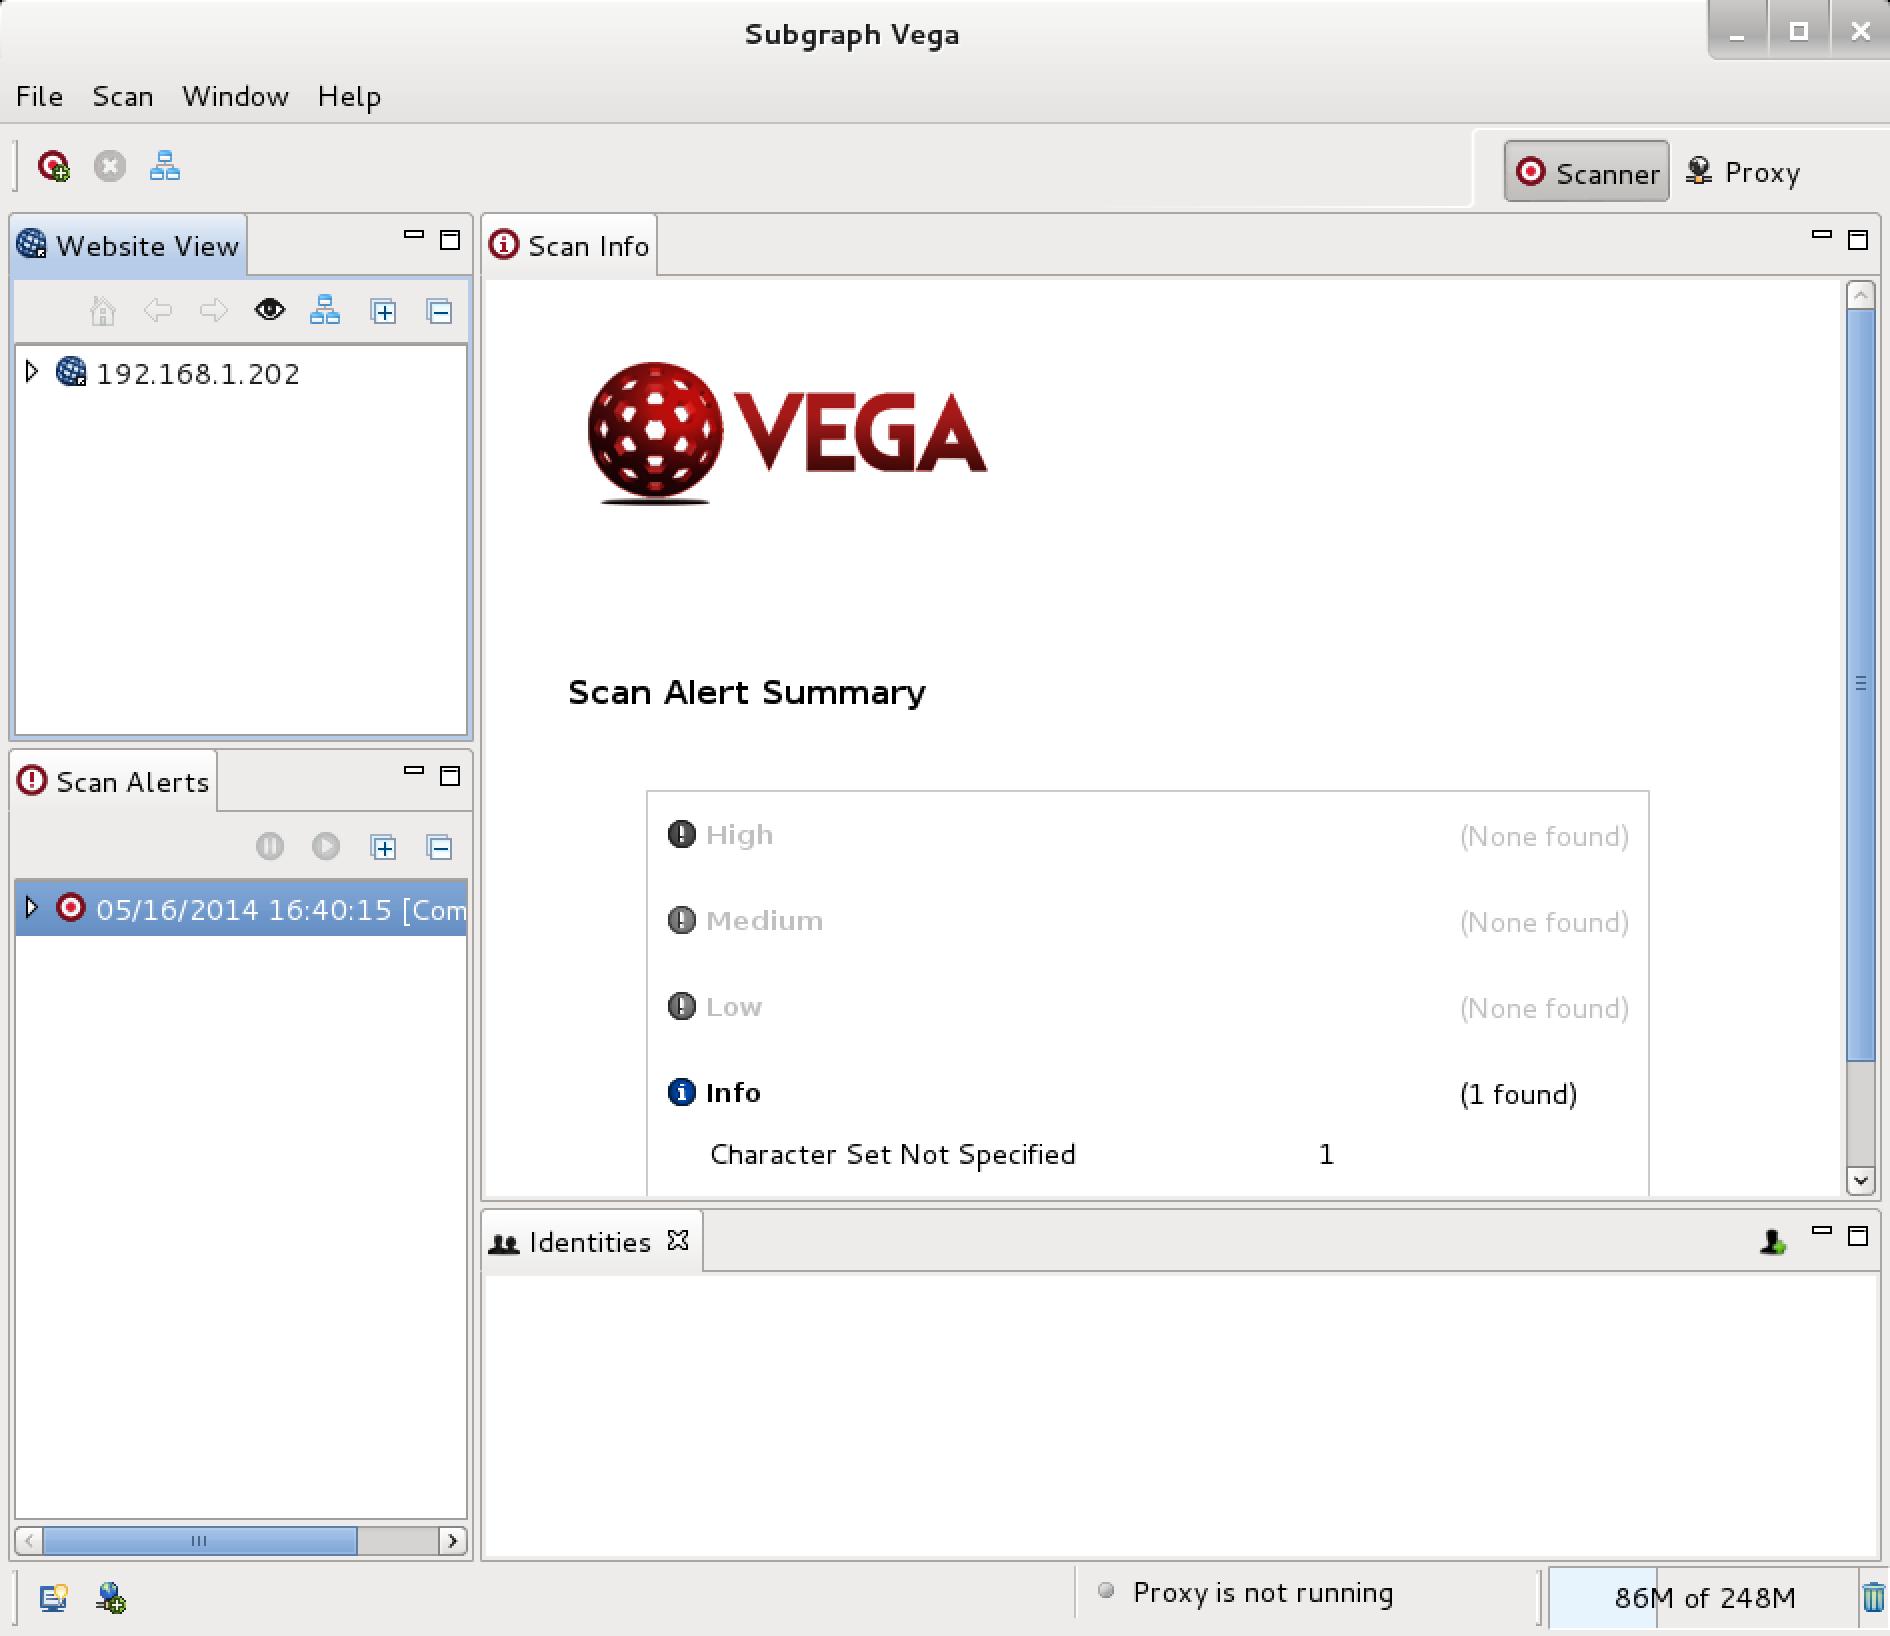 Subgraph Vega
File Scan Window Help
Scanner Proxy
Website View
192.168.1.202
Scan Alerts
05/16/2014 16:40:15 [Com
Scan Info
VEGA
Scan Alert Summary
High (None found)
Medium (None found)
Low (None found)
Info (1 found)
Character Set Not Specified 1
Identities
Proxy is not running
86M of 248M